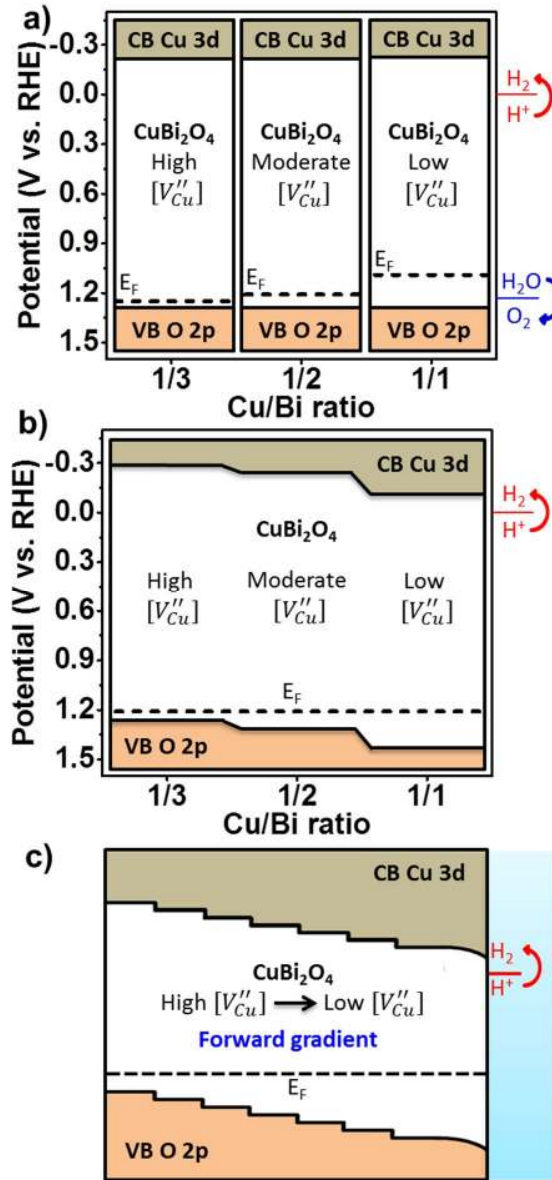 a)
Potential (V vs. RHE)
-0.3
0.0
0.3
0.6
0.9
1.2
1.5
CB Cu 3d
CB Cu 3d
CB Cu 3d
CuBi₂O₄
High
[V''Cu]
CuBi₂O₄
Moderate
[V''Cu]
CuBi₂O₄
Low
[V''Cu]
EF
EF
EF
VB O 2p
VB O 2p
VB O 2p
H₂
H⁺
H₂O
O₂
1/3
1/2
1/1
Cu/Bi ratio
b)
Potential (V vs. RHE)
-0.3
0.0
0.3
0.6
0.9
1.2
1.5
CB Cu 3d
CuBi₂O₄
High
[V''Cu]
Moderate
[V''Cu]
Low
[V''Cu]
EF
VB O 2p
H₂
H⁺
1/3
1/2
1/1
Cu/Bi ratio
c)
CB Cu 3d
CuBi₂O₄
High [V''Cu] → Low [V''Cu]
Forward gradient
EF
VB O 2p
H₂
H⁺